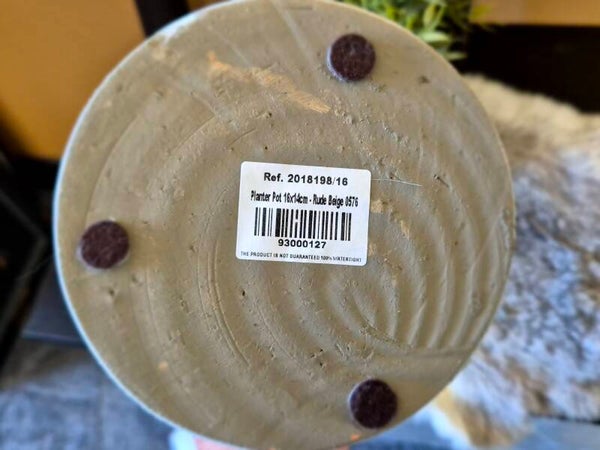 Ref. 2018198/16
Planter Pot 16x14cm - Rude Beige 0576
93000127
THE PRODUCT IS NOT GUARANTEED 100% WATERTIGHT